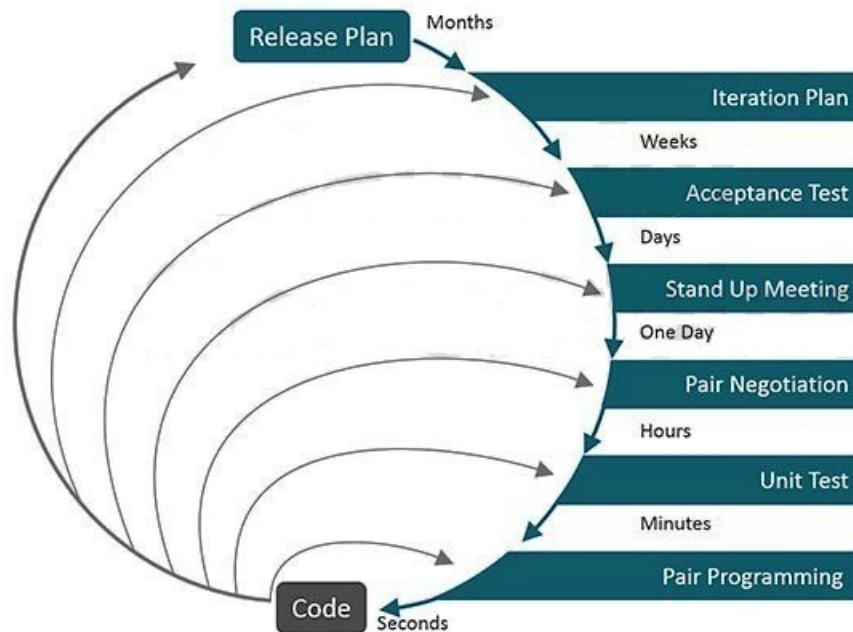 Release Plan
Months
Iteration Plan
Weeks
Acceptance Test
Days
Stand Up Meeting
One Day
Pair Negotiation
Hours
Unit Test
Minutes
Pair Programming
Code
Seconds